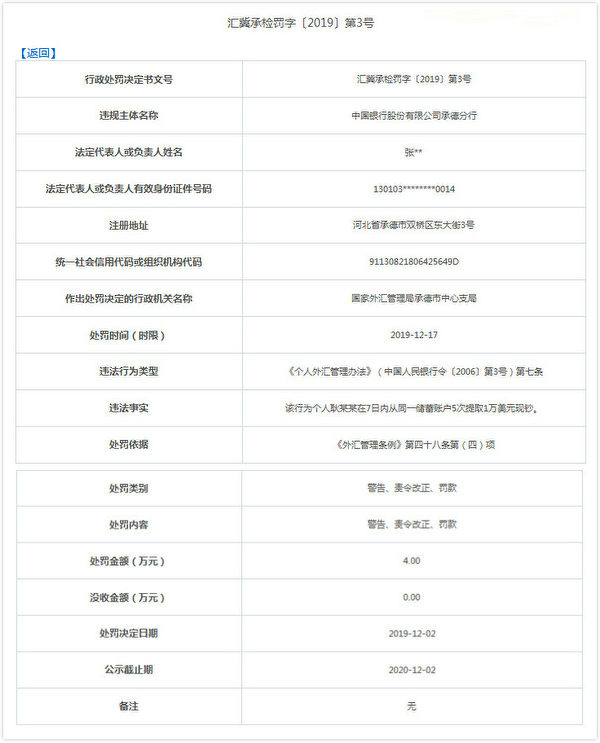 汇冀承检罚字〔2019〕第3号
【返回】
行政处罚决定书文号 汇冀承检罚字〔2019〕第3号
违规主体名称 中国银行股份有限公司承德分行
法定代表人或负责人姓名 张**
法定代表人或负责人有效身份证件号码 130103********0014
注册地址 河北省承德市双桥区东大街3号
统一社会信用代码或组织机构代码 91130821806425649D
作出处罚决定的行政机关名称 国家外汇管理局承德市中心支局
处罚时间（时限） 2019-12-17
违法行为类型 《个人外汇管理办法》（中国人民银行令〔2006〕第3号）第七条
违法事实 该行为个人耿某某在7日内从同一储蓄账户5次提取1万美元现钞。
处罚依据 《外汇管理条例》第四十八条第（四）项
处罚类别 警告、责令改正、罚款
处罚内容 警告、责令改正、罚款
处罚金额（万元） 4.00
没收金额（万元） 0.00
处罚决定日期 2019-12-02
公示截止期 2020-12-02
备注 无